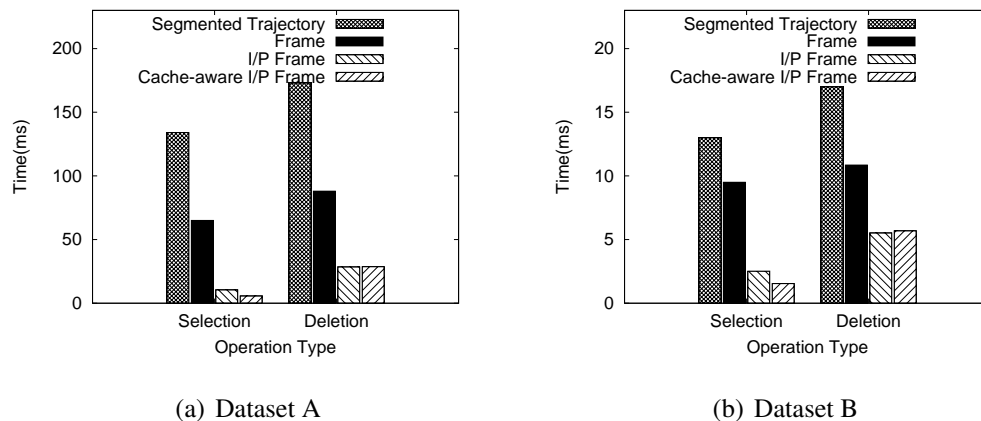 Segmented Trajectory
Frame
I/P Frame
Cache-aware I/P Frame
200
150
100
50
0
Time(ms)
Selection Deletion
Operation Type
(a) Dataset A
Segmented Trajectory
Frame
I/P Frame
Cache-aware I/P Frame
20
15
10
5
0
Time(ms)
Selection Deletion
Operation Type
(b) Dataset B